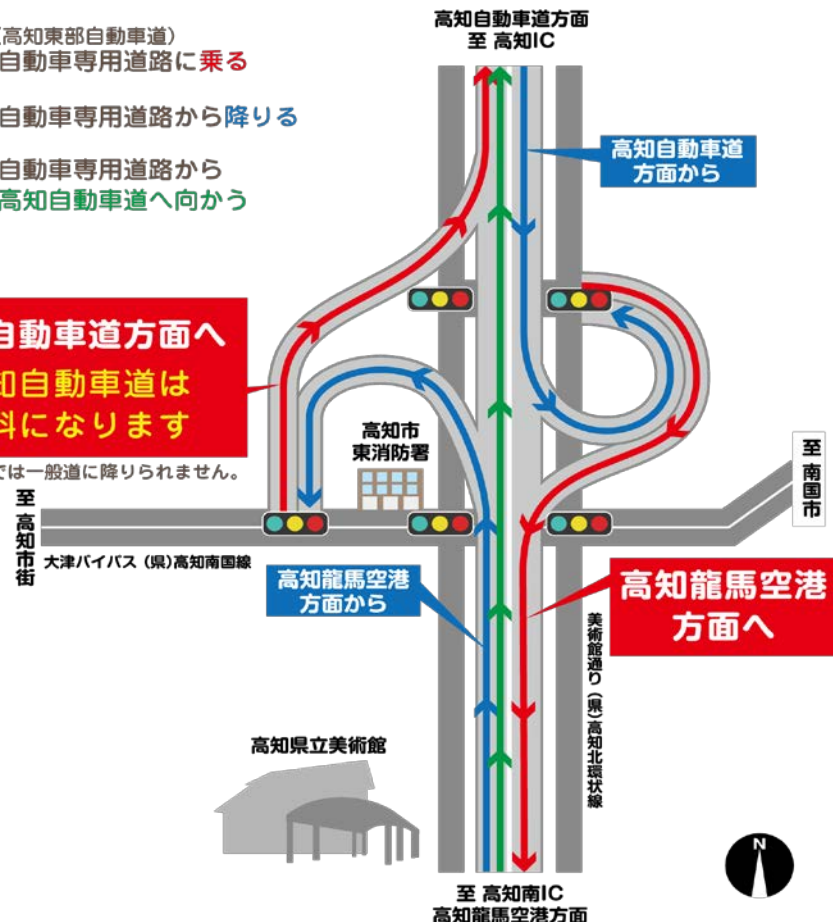 高知自動車道方面
至 高知IC
(高知東部自動車道)
自動車専用道路に乗る
自動車専用道路から降りる
自動車専用道路から
高知自動車道へ向かう
高知自動車道
方面から
自動車道方面へ
知自動車道は
料になります
では一般道に降りられません。
高知市
東消防署
至 南国市
至 高知市街
大津バイパス (県)高知南国線
高知龍馬空港
方面から
高知龍馬空港
方面へ
美術館通り (県)高知北環状線
高知県立美術館
N
至 高知南IC
高知龍馬空港方面